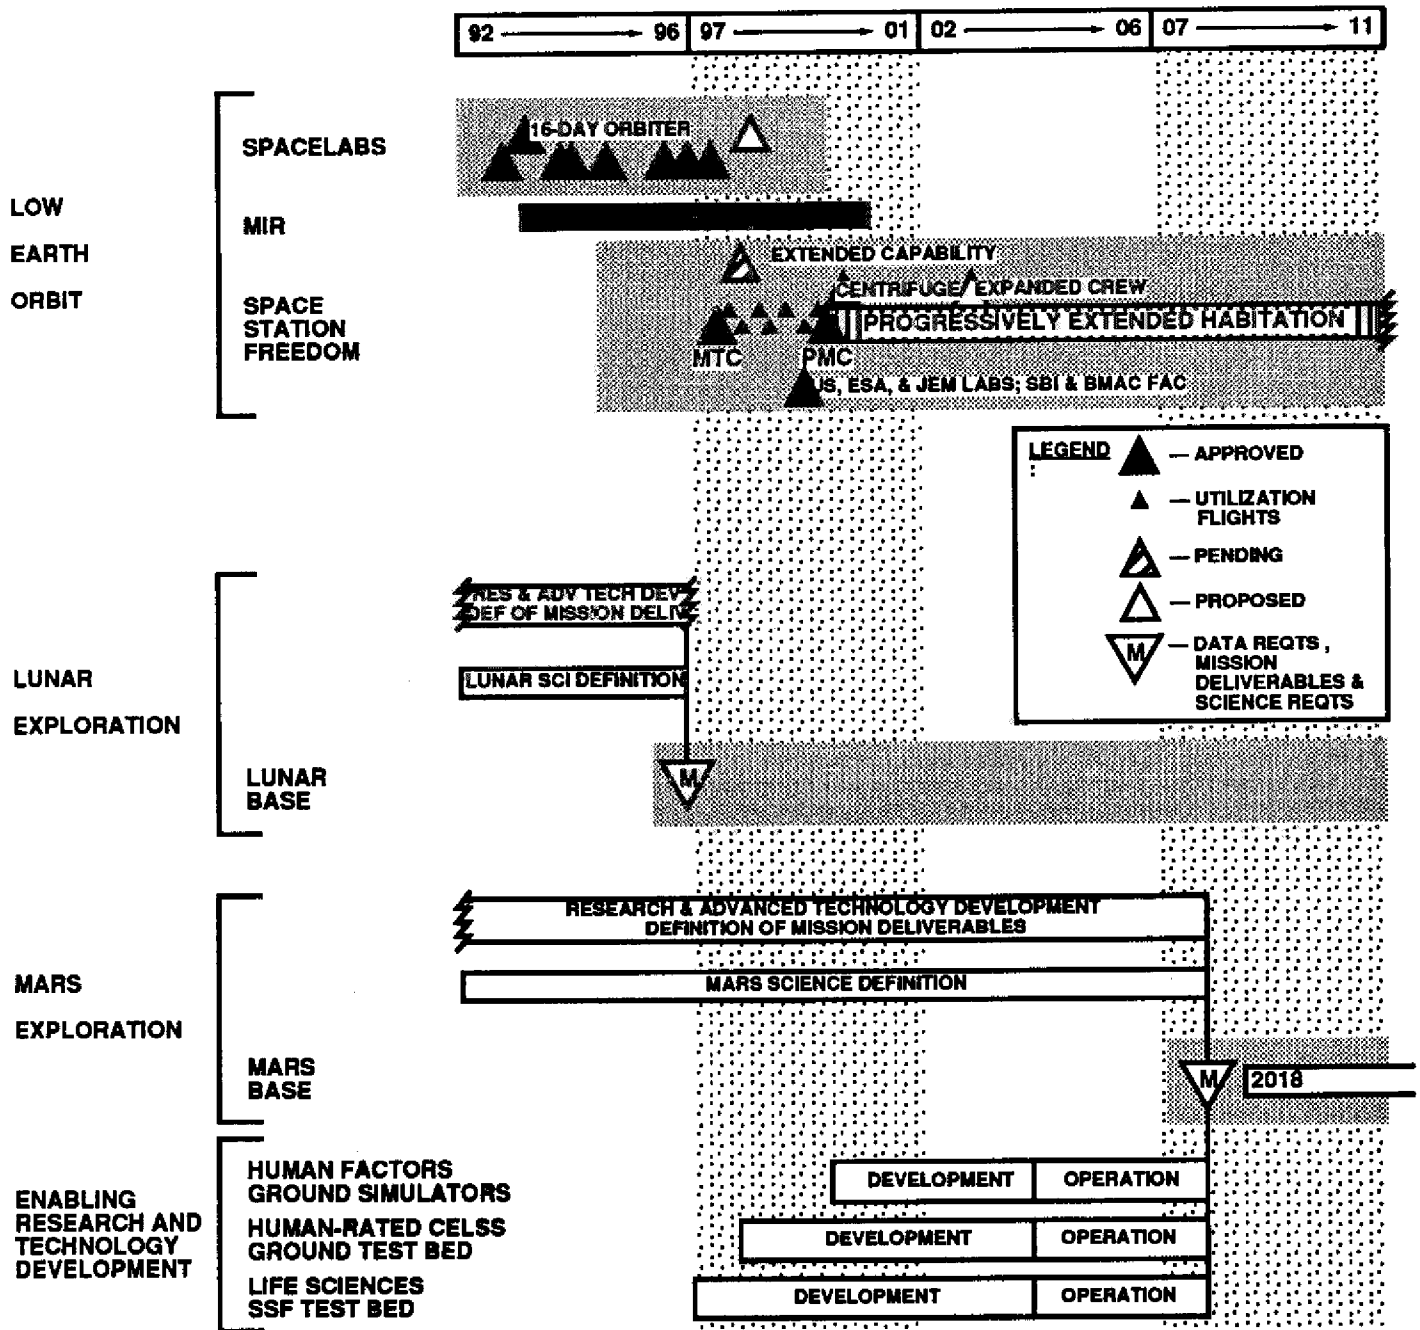 92 96 97 01 02 06 07 11
LOW
EARTH
ORBIT
SPACELABS
16-DAY ORBITER
MIR
SPACE
STATION
FREEDOM
EXTENDED CAPABILITY
CENTRIFUGE EXPANDED CREW
PROGRESSIVELY EXTENDED HABITATION
MTC PMC
US, ESA, & JEM LABS; SBI & BMAC FAC
LEGEND
— APPROVED
— UTILIZATION
FLIGHTS
— PENDING
— PROPOSED
M — DATA REQTS ,
MISSION
DELIVERABLES &
SCIENCE REQTS
LUNAR
EXPLORATION
RES & ADV TECH DEV
DEF OF MISSION DELIV
LUNAR SCI DEFINITION
LUNAR
BASE
M
MARS
EXPLORATION
RESEARCH & ADVANCED TECHNOLOGY DEVELOPMENT
DEFINITION OF MISSION DELIVERABLES
MARS SCIENCE DEFINITION
MARS
BASE
M 2018
ENABLING
RESEARCH AND
TECHNOLOGY
DEVELOPMENT
HUMAN FACTORS
GROUND SIMULATORS
DEVELOPMENT OPERATION
HUMAN-RATED CELSS
GROUND TEST BED
DEVELOPMENT OPERATION
LIFE SCIENCES
SSF TEST BED
DEVELOPMENT OPERATION